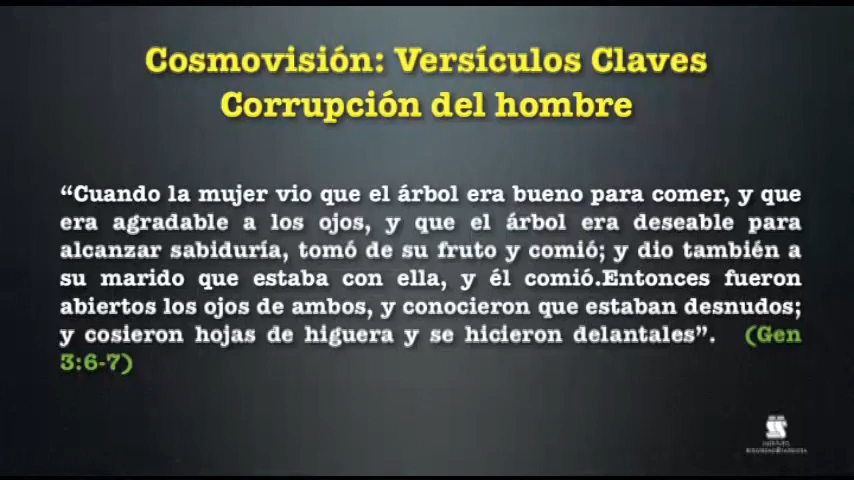 Cosmovisión: Versículos Claves
Corrupción del hombre
“Cuando la mujer vio que el árbol era bueno para comer, y que
era agradable a los ojos, y que el árbol era deseable para
alcanzar sabiduría, tomó de su fruto y comió; y dio también a
su marido que estaba con ella, y él comió.Entonces fueron
abiertos los ojos de ambos, y conocieron que estaban desnudos;
y cosieron hojas de higuera y se hicieron delantales”. (Gen
3:6-7)